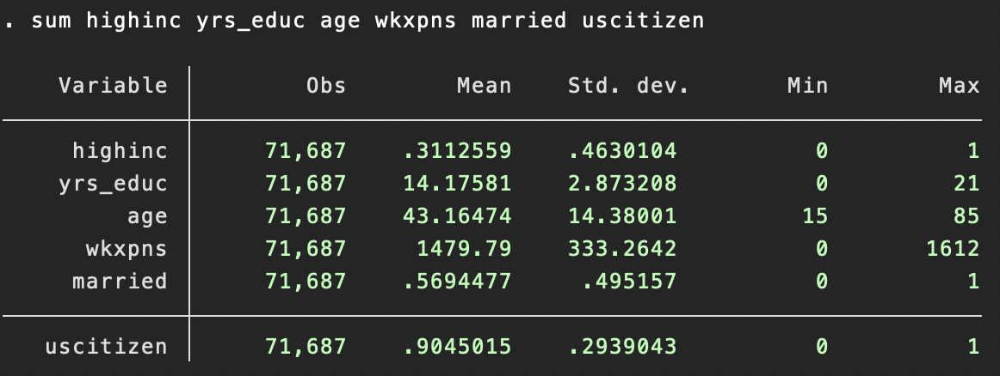 . sum highinc yrs_educ age wkxpns married uscitizen
Variable Obs Mean Std. dev. Min Max
highinc 71,687 .3112559 .4630104 0 1
yrs_educ 71,687 14.17581 2.873208 0 21
age 71,687 43.16474 14.38001 15 85
wkxpns 71,687 1479.79 333.2642 0 1612
married 71,687 .5694477 .495157 0 1
uscitizen 71,687 .9045015 .2939043 0 1